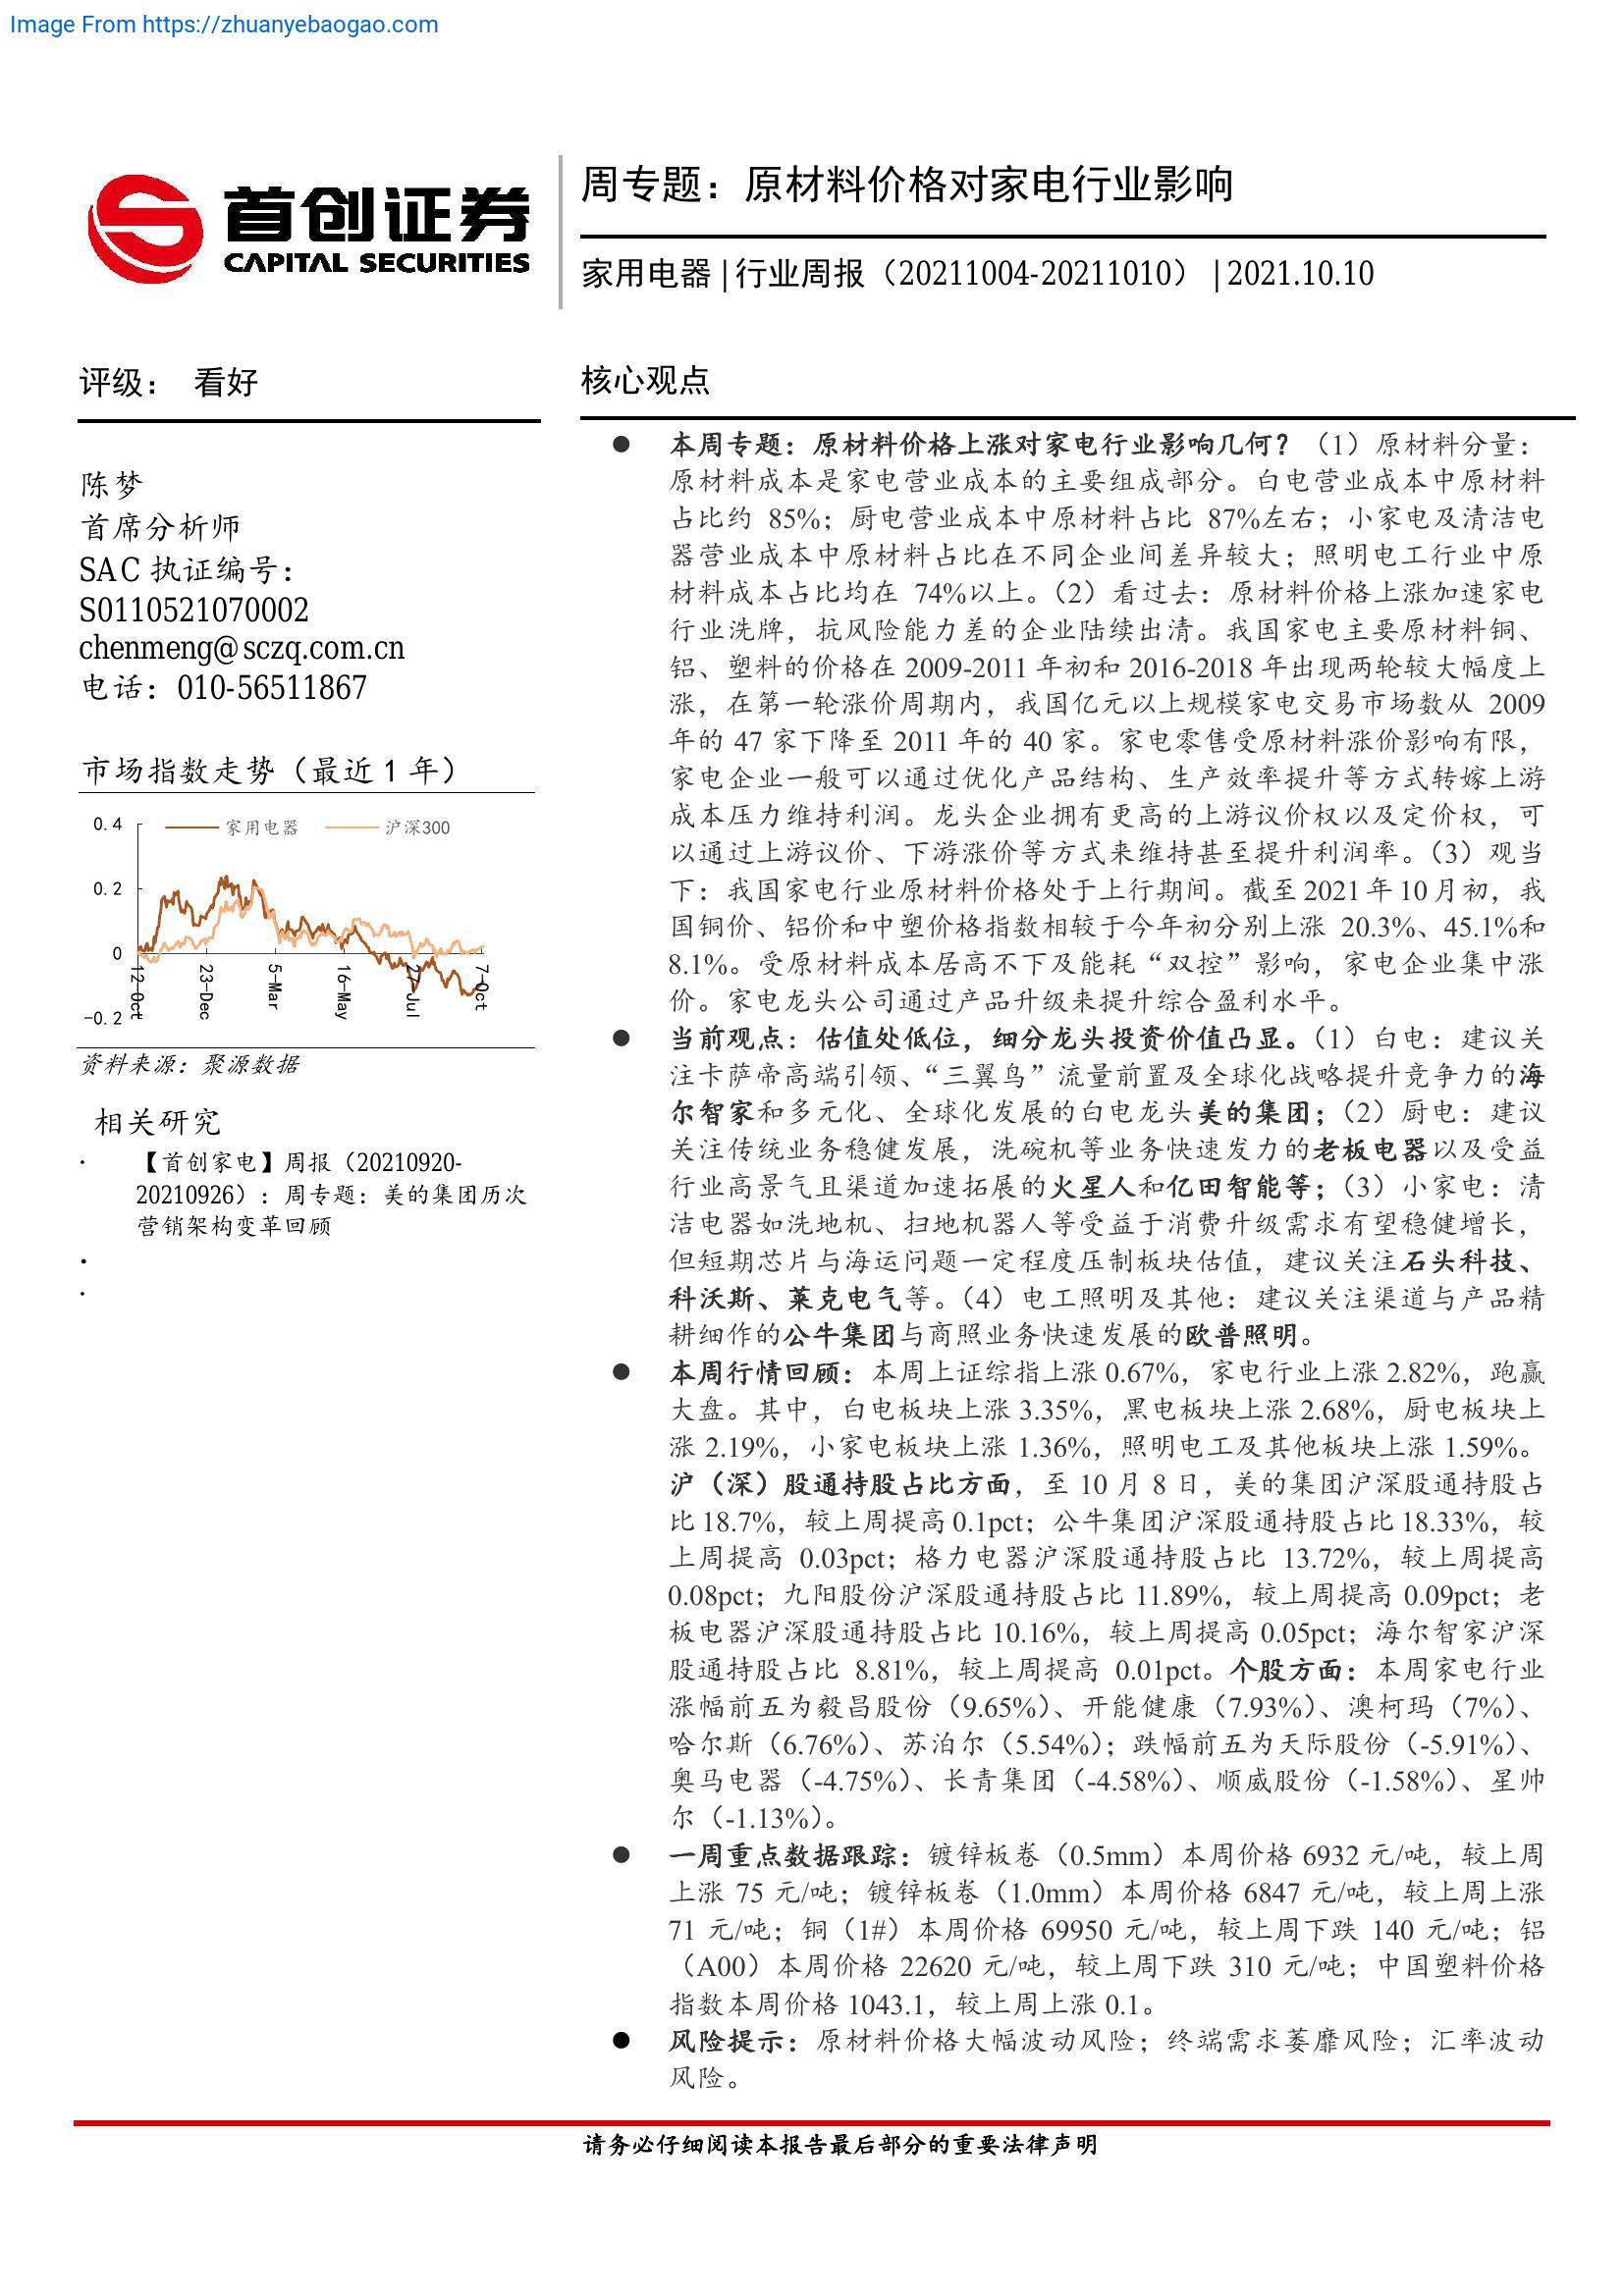 Image From https://zhuanyebaogao.com
首创证券
CAPITAL SECURITIES
周专题：原材料价格对家电行业影响
家用电器 | 行业周报（20211004-20211010） | 2021.10.10
评级： 看好
陈梦
首席分析师
SAC 执证编号：
S0110521070002
chenmeng@sczq.com.cn
电话：010-56511867
市场指数走势（最近 1 年）
家用电器 沪深300
0.4
0.2
0
-0.2
12-Oct
23-Dec
5-Mar
16-May
27-Jul
7-Oct
资料来源：聚源数据
相关研究
· 【首创家电】周报（20210920-
20210926）：周专题：美的集团历次
营销架构变革回顾
·
·
核心观点
● 本周专题：原材料价格上涨对家电行业影响几何？（1）原材料分量：
原材料成本是家电营业成本的主要组成部分。白电营业成本中原材料
占比约 85%；厨电营业成本中原材料占比 87%左右；小家电及清洁电
器营业成本中原材料占比在不同企业间差异较大；照明电工行业中原
材料成本占比均在 74%以上。（2）看过去：原材料价格上涨加速家电
行业洗牌，抗风险能力差的企业陆续出清。我国家电主要原材料铜、
铝、塑料的价格在 2009-2011 年初和 2016-2018 年出现两轮较大幅度上
涨，在第一轮涨价周期内，我国亿元以上规模家电交易市场数从 2009
年的 47 家下降至 2011 年的 40 家。家电零售受原材料涨价影响有限，
家电企业一般可以通过优化产品结构、生产效率提升等方式转嫁上游
成本压力维持利润。龙头企业拥有更高的上游议价权以及定价权，可
以通过上游议价、下游涨价等方式来维持甚至提升利润率。（3）观当
下：我国家电行业原材料价格处于上行期间。截至 2021 年 10 月初，我
国铜价、铝价和中塑价格指数相较于今年初分别上涨 20.3%、45.1%和
8.1%。受原材料成本居高不下及能耗“双控”影响，家电企业集中涨
价。家电龙头公司通过产品升级来提升综合盈利水平。
● 当前观点：估值处低位，细分龙头投资价值凸显。（1）白电：建议关
注卡萨帝高端引领、“三翼鸟”流量前置及全球化战略提升竞争力的海
尔智家和多元化、全球化发展的白电龙头美的集团；（2）厨电：建议
关注传统业务稳健发展，洗碗机等业务快速发力的老板电器以及受益
行业高景气且渠道加速拓展的火星人和亿田智能等；（3）小家电：清
洁电器如洗地机、扫地机器人等受益于消费升级需求有望稳健增长，
但短期芯片与海运问题一定程度压制板块估值，建议关注石头科技、
科沃斯、莱克电气等。（4）电工照明及其他：建议关注渠道与产品精
耕细作的公牛集团与商照业务快速发展的欧普照明。
● 本周行情回顾：本周上证综指上涨 0.67%，家电行业上涨 2.82%，跑赢
大盘。其中，白电板块上涨 3.35%，黑电板块上涨 2.68%，厨电板块上
涨 2.19%，小家电板块上涨 1.36%，照明电工及其他板块上涨 1.59%。
沪（深）股通持股占比方面，至 10 月 8 日，美的集团沪深股通持股占
比 18.7%，较上周提高 0.1pct；公牛集团沪深股通持股占比 18.33%，较
上周提高 0.03pct；格力电器沪深股通持股占比 13.72%，较上周提高
0.08pct；九阳股份沪深股通持股占比 11.89%，较上周提高 0.09pct；老
板电器沪深股通持股占比 10.16%，较上周提高 0.05pct；海尔智家沪深
股通持股占比 8.81%，较上周提高 0.01pct。个股方面：本周家电行业
涨幅前五为毅昌股份（9.65%）、开能健康（7.93%）、澳柯玛（7%）、
哈尔斯（6.76%）、苏泊尔（5.54%）；跌幅前五为天际股份（-5.91%）、
奥马电器（-4.75%）、长青集团（-4.58%）、顺威股份（-1.58%）、星帅
尔（-1.13%）。
● 一周重点数据跟踪：镀锌板卷（0.5mm）本周价格 6932 元/吨，较上周
上涨 75 元/吨；镀锌板卷（1.0mm）本周价格 6847 元/吨，较上周上涨
71 元/吨；铜（1#）本周价格 69950 元/吨，较上周下跌 140 元/吨；铝
（A00）本周价格 22620 元/吨，较上周下跌 310 元/吨；中国塑料价格
指数本周价格 1043.1，较上周上涨 0.1。
● 风险提示：原材料价格大幅波动风险；终端需求萎靡风险；汇率波动
风险。
请务必仔细阅读本报告最后部分的重要法律声明